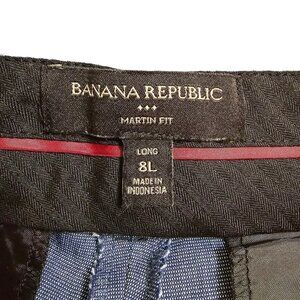 BANANA REPUBLIC
MARTIN FIT
LONG
8L
MADE IN
INDONESIA